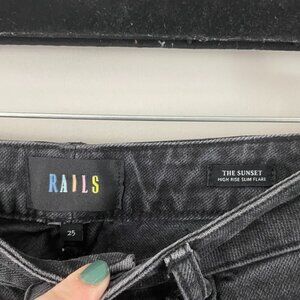 RAILS
25
THE SUNSET
HIGH RISE SLIM FLARE